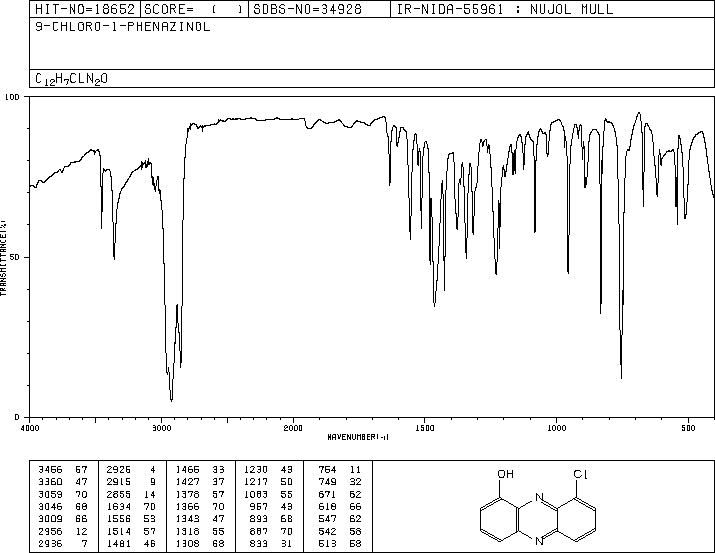 HIT-NO=18652 SCORE= ( ) SDBS-NO=34928 IR-NIDA-55961 : NUJOL MULL
9-CHLORO-1-PHENAZINOL
C12H7CLN2O
100
TRANSMITTANCE(%)
50
0
4000 3000 2000 1500 1000 500
WAVENUMBER(-1)
3466 57 2926 4 1466 33 1230 43 754 11
3360 47 2915 9 1427 37 1217 50 749 32
3059 70 2855 14 1378 57 1083 55 671 62
3046 68 1634 70 1366 70 957 43 618 66
3009 66 1556 53 1343 47 893 68 547 62
2956 12 1514 57 1318 55 887 70 542 58
2936 7 1481 46 1308 68 833 31 513 58
OH Cl
N
N